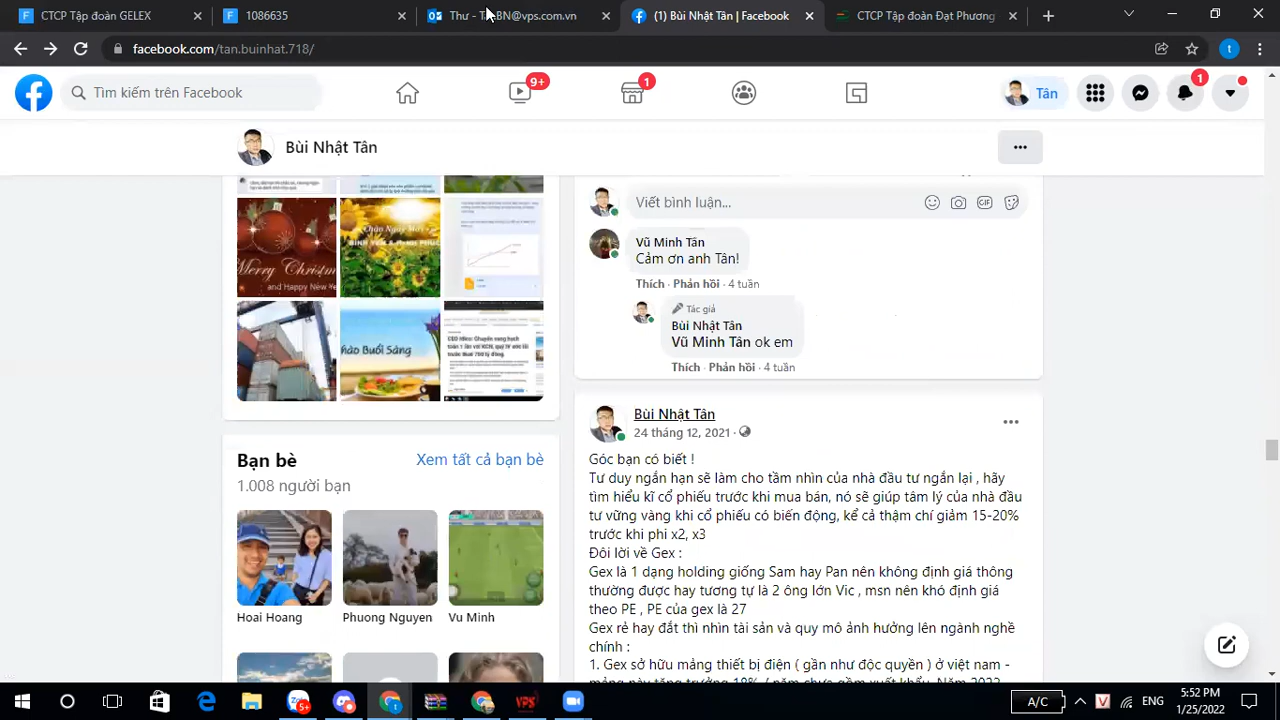 CTCP Tập đoàn GELEX
1086635
Thư - T BN@vps.com.vn
(1) Bùi Nhật Tân | Facebook
CTCP Tập đoàn Đạt Phương
facebook.com/tan.buinhat.718/
t
Tìm kiếm trên Facebook
9+
1
Tân
1
Bùi Nhật Tân
Merry Christmas
and Happy New Ye
Chào Ngày Mới
BÌNH YÊN & HẠNH PHÚC
hào Buổi Sáng
Viết bình luận...
GIF
Vũ Minh Tân
Cảm ơn anh Tân!
Thích · Phản hồi · 4 tuần
Tác giả
Bùi Nhật Tân
Vũ Minh Tân ok em
Thích · Phản hồi · 4 tuần
Bạn bè
Xem tất cả bạn bè
1.008 người bạn
Hoai Hoang
Phuong Nguyen
Vu Minh
Bùi Nhật Tân
24 tháng 12, 2021 ·
Góc bạn có biết !
Tư duy ngắn hạn sẽ làm cho tầm nhìn của nhà đầu tư ngắn lại , hãy
tìm hiểu kĩ cổ phiếu trước khi mua bán, nó sẽ giúp tâm lý của nhà đầu
tư vững vàng khi cổ phiếu có biến động, kể cả thậm chí giảm 15-20%
trước khi phi x2, x3
Đôi lời về Gex :
Gex là 1 dạng holding giống Sam hay Pan nên không định giá thông
thường được hay tương tự là 2 ông lớn Vic , msn nên khó định giá
theo PE , PE của gex là 27
Gex rẻ hay đắt thì nhìn tài sản và quy mô ảnh hưởng lên ngành nghề
chính :
1. Gex sở hữu mảng thiết bị điện ( gần như độc quyền ) ở việt nam -
5+
t
VPS
A/C
V
ENG
5:52 PM
1/25/2022